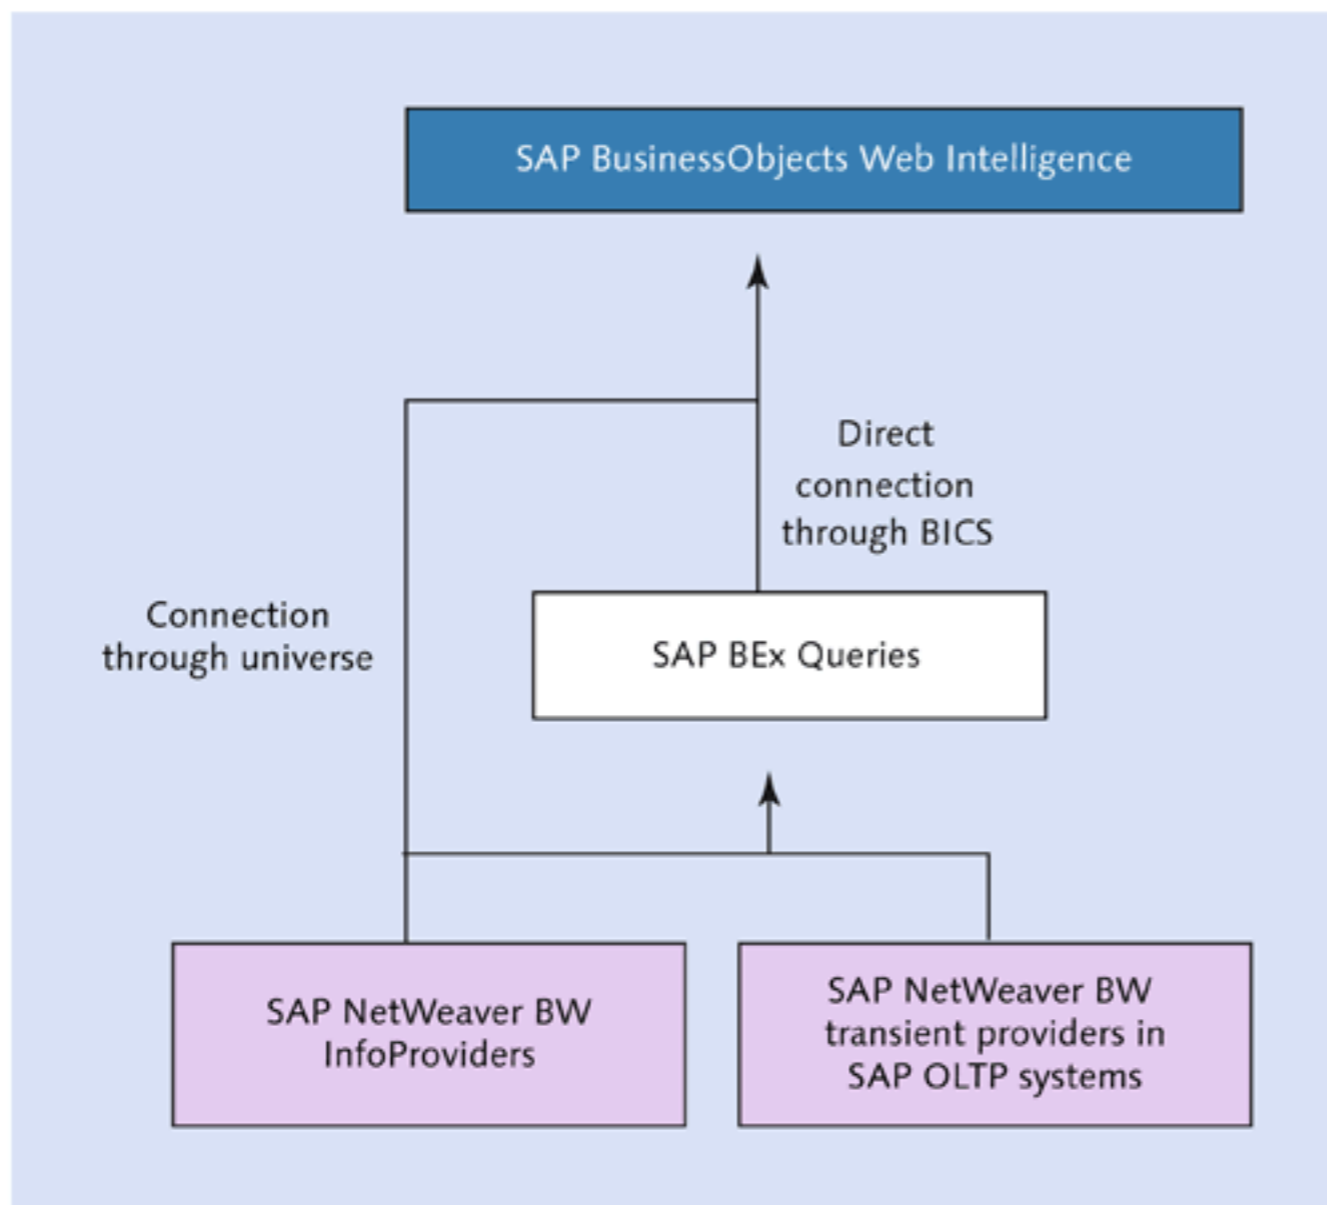 SAP BusinessObjects Web Intelligence
Direct
connection
through BICS
Connection
through universe
SAP BEx Queries
SAP NetWeaver BW
InfoProviders
SAP NetWeaver BW
transient providers in
SAP OLTP systems